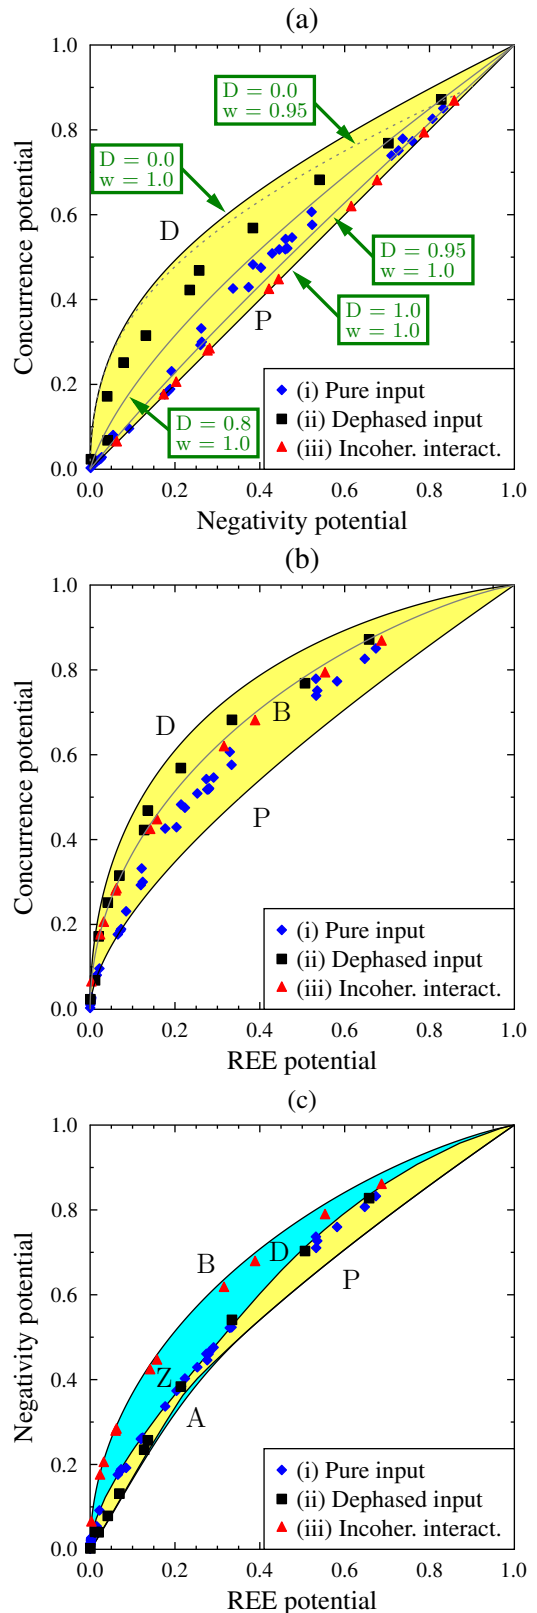 (a)
1.0
0.8
0.6
0.4
0.2
0.0
Concurrence potential
D = 0.0
w = 0.95
D = 0.0
w = 1.0
D
D = 0.95
w = 1.0
P
D = 1.0
w = 1.0
D = 0.8
w = 1.0
(i) Pure input
(ii) Dephased input
(iii) Incoher. interact.
0.0 0.2 0.4 0.6 0.8 1.0
Negativity potential
(b)
1.0
0.8
0.6
0.4
0.2
0.0
Concurrence potential
D
B
P
(i) Pure input
(ii) Dephased input
(iii) Incoher. interact.
0.0 0.2 0.4 0.6 0.8 1.0
REE potential
(c)
1.0
0.8
0.6
0.4
0.2
0.0
Negativity potential
B
D
P
Z
A
(i) Pure input
(ii) Dephased input
(iii) Incoher. interact.
0.0 0.2 0.4 0.6 0.8 1.0
REE potential